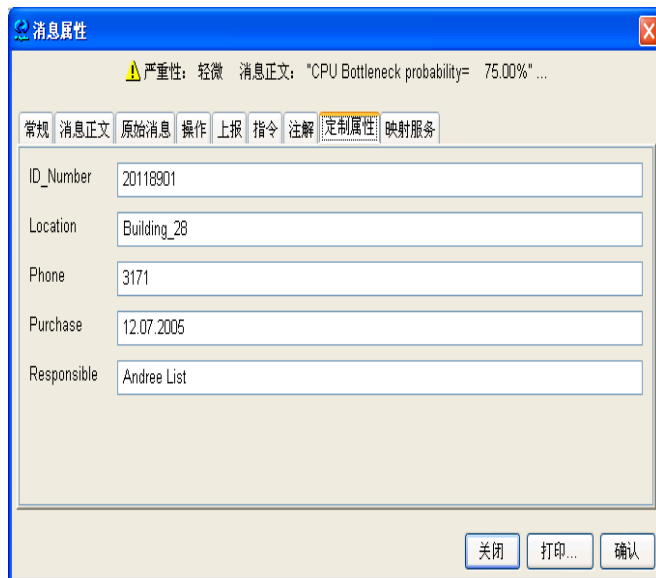 消息属性
严重性: 轻微 消息正文: "CPU Bottleneck probability= 75.00%" ...
常规 消息正文 原始消息 操作 上报 指令 注解 定制属性 映射服务
ID_Number 20118901
Location Building_28
Phone 3171
Purchase 12.07.2005
Responsible Andree List
关闭 打印... 确认